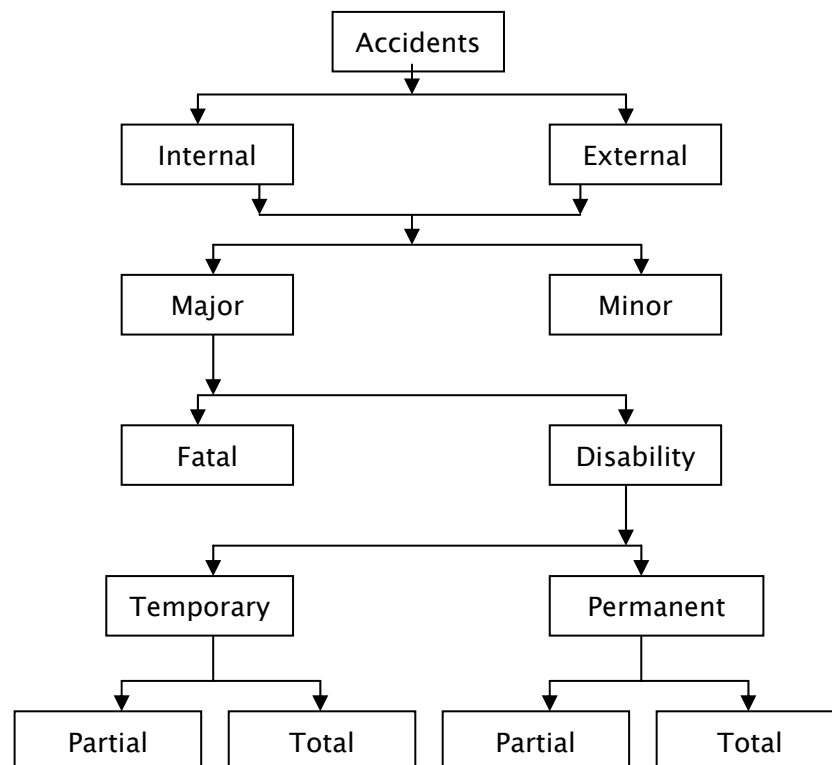 Accidents
Internal
External
Major
Minor
Fatal
Disability
Temporary
Permanent
Partial
Total
Partial
Total